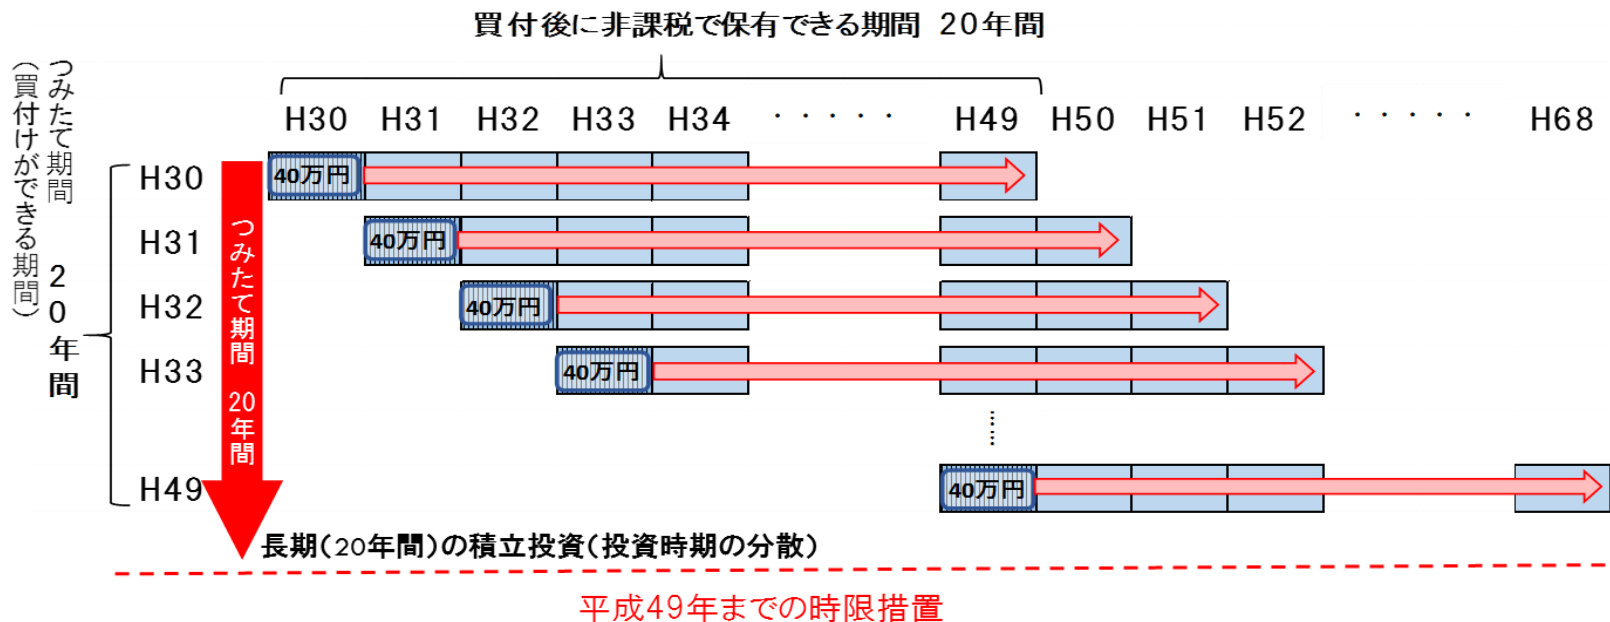 買付後に非課税で保有できる期間 20年間
つみたて期間 20年間
(買付けができる期間)
H30 H31 H32 H33 H34 ・・・・・ H49 H50 H51 H52 ・・・・・ H68
H30 40万円
H31 40万円
H32 40万円
H33 40万円
H49 40万円
つみたて期間 20年間
長期(20年間)の積立投資(投資時期の分散)
平成49年までの時限措置